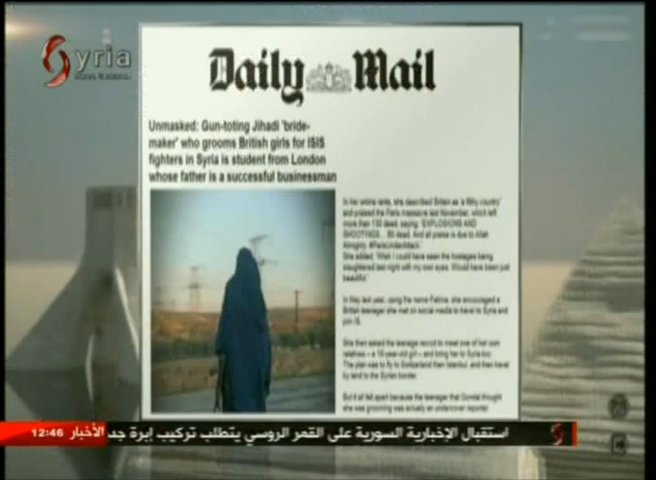 Syria
Daily Mail
Unmasked: Gun-toting Jihadi 'bride-
maker' who grooms British girls for ISIS
fighters in Syria is student from London
whose father is a successful businessman
In her online rants, she described Britain as 'a filthy country'
and praised the Paris massacre last November, which left
more than 130 dead, saying: 'EXPLOSIONS AND
SHOOTINGS... 80 dead. And all praise is due to Allah
Almighty. #ParisUnderAttack.'
She added: 'Wish I could have seen the hostages being
slaughtered last night with my own eyes. Would have been just
beautiful.'
In May last year, using the name Fatima, she encouraged a
British teenager she met on social media to travel to Syria and
join IS.
She then asked the teenage recruit to meet one of her own
relatives – a 16-year-old girl – and bring her to Syria too.
The plan was to fly to Switzerland then Istanbul, and then travel
by land to the Syrian border.
But it all fell apart because the teenager that Gondal thought
she was grooming was actually an undercover reporter
استقبال الإخبارية السورية على القمر الروسي يتطلب تركيب إبرة جد
الأخبار 12:46